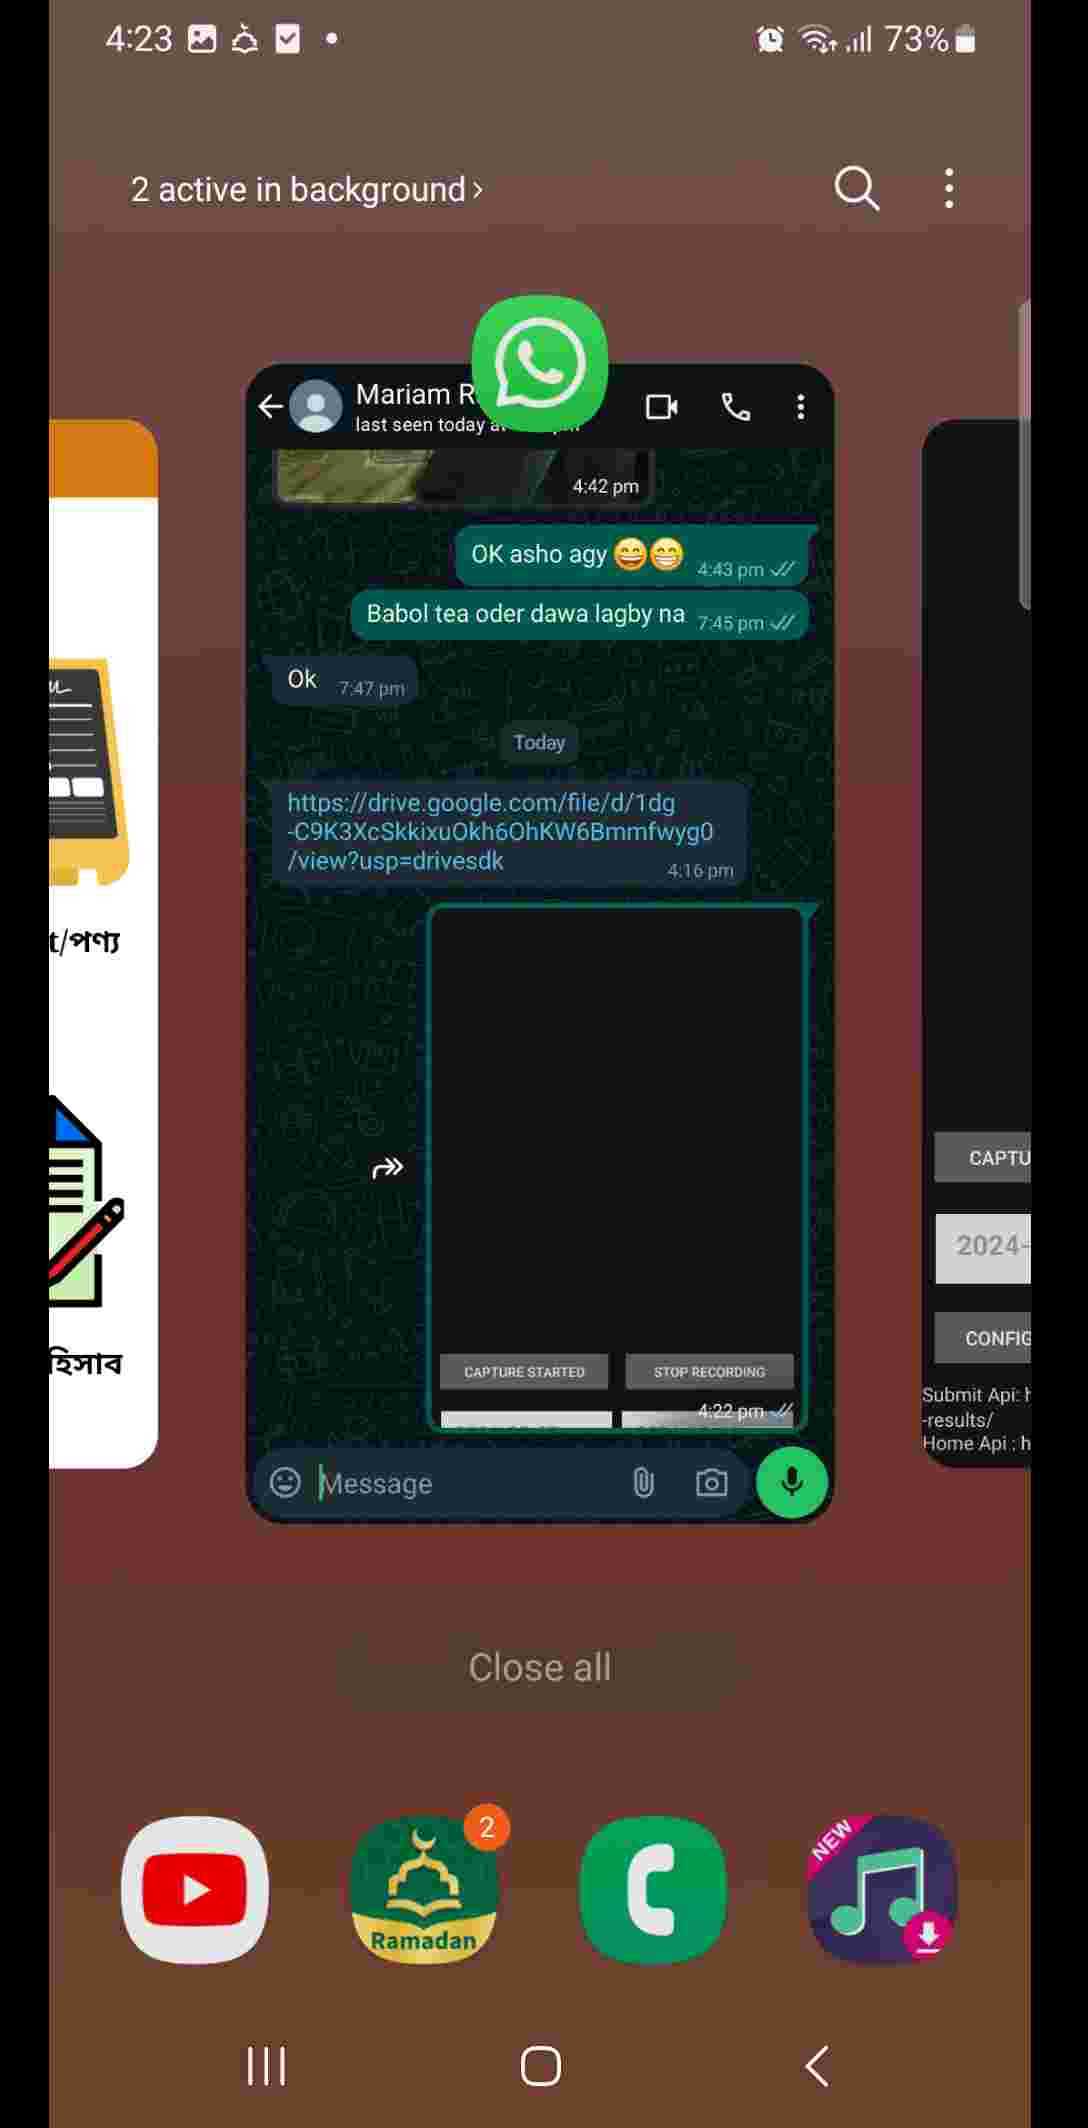 4:23
73%
2 active in background
Mariam R
last seen today
4:42 pm
OK asho agy 😄😁 4:43 pm
Babol tea oder dawa lagby na 7:45 pm
Ok 7:47 pm
Today
https://drive.google.com/file/d/1dg
-C9K3XcSkkixuOkh6OhKW6Bmmfwyg0
/view?usp=drivesdk
4:16 pm
t/পণ্য
CAPTU
2024-
CONFIG
হিসাব
CAPTURE STARTED
STOP RECORDING
4:22 pm
Submit Api: h
-results/
Home Api : h
Message
Close all
2
NEW
Ramadan